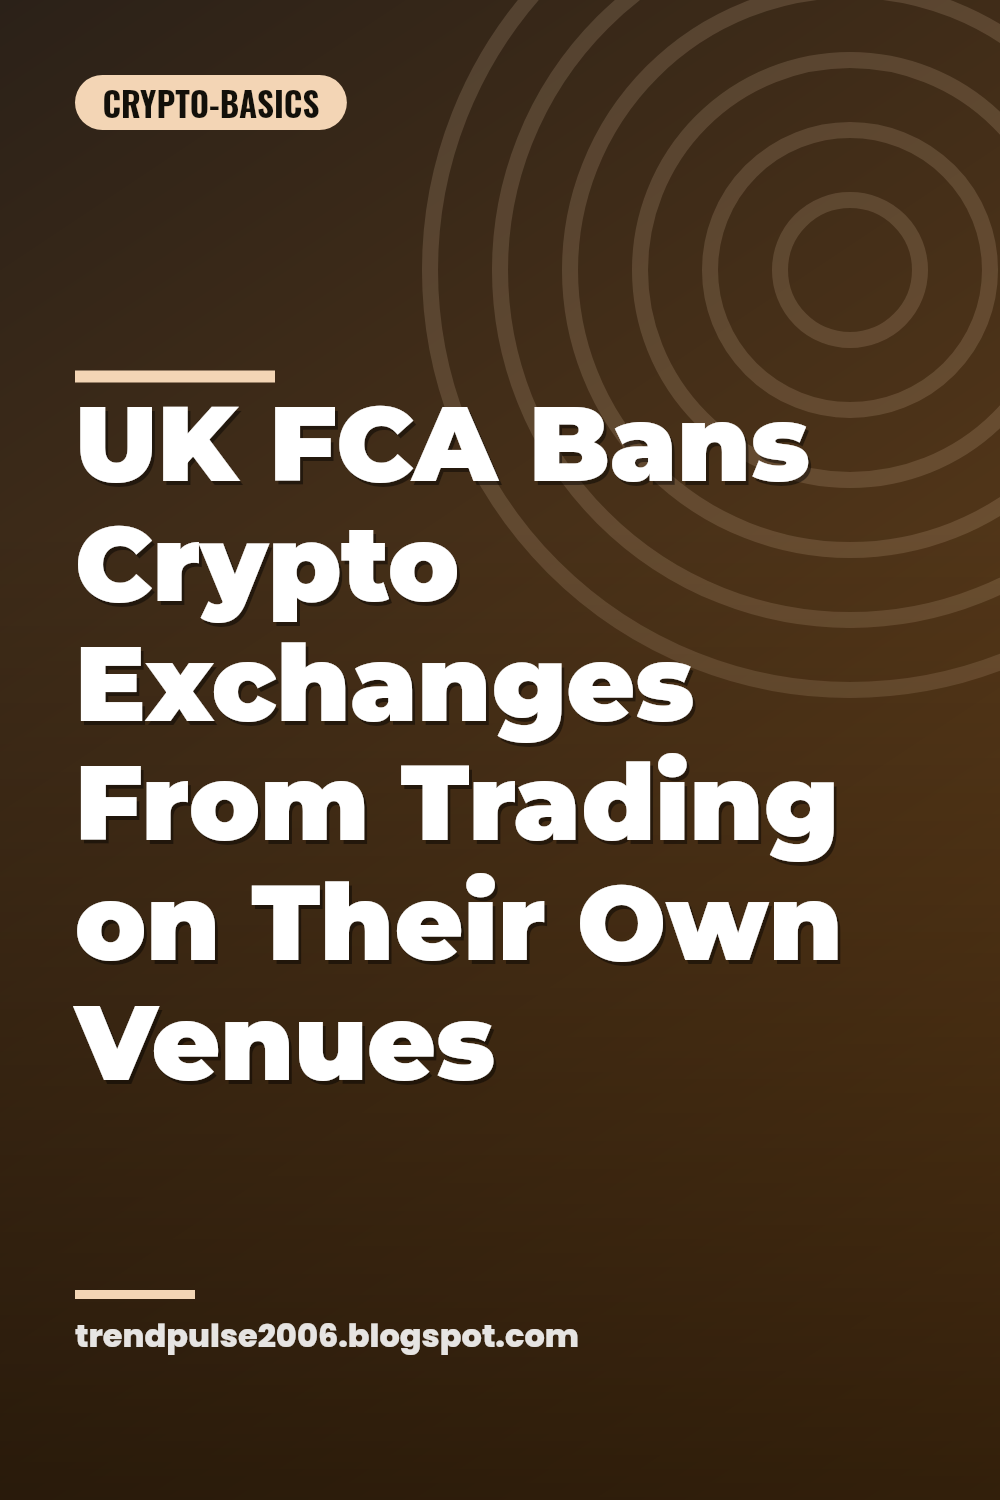 CRYPTO-BASICS
UK FCA Bans
Crypto
Exchanges
From Trading
on Their Own
Venues
trendpulse2006.blogspot.com